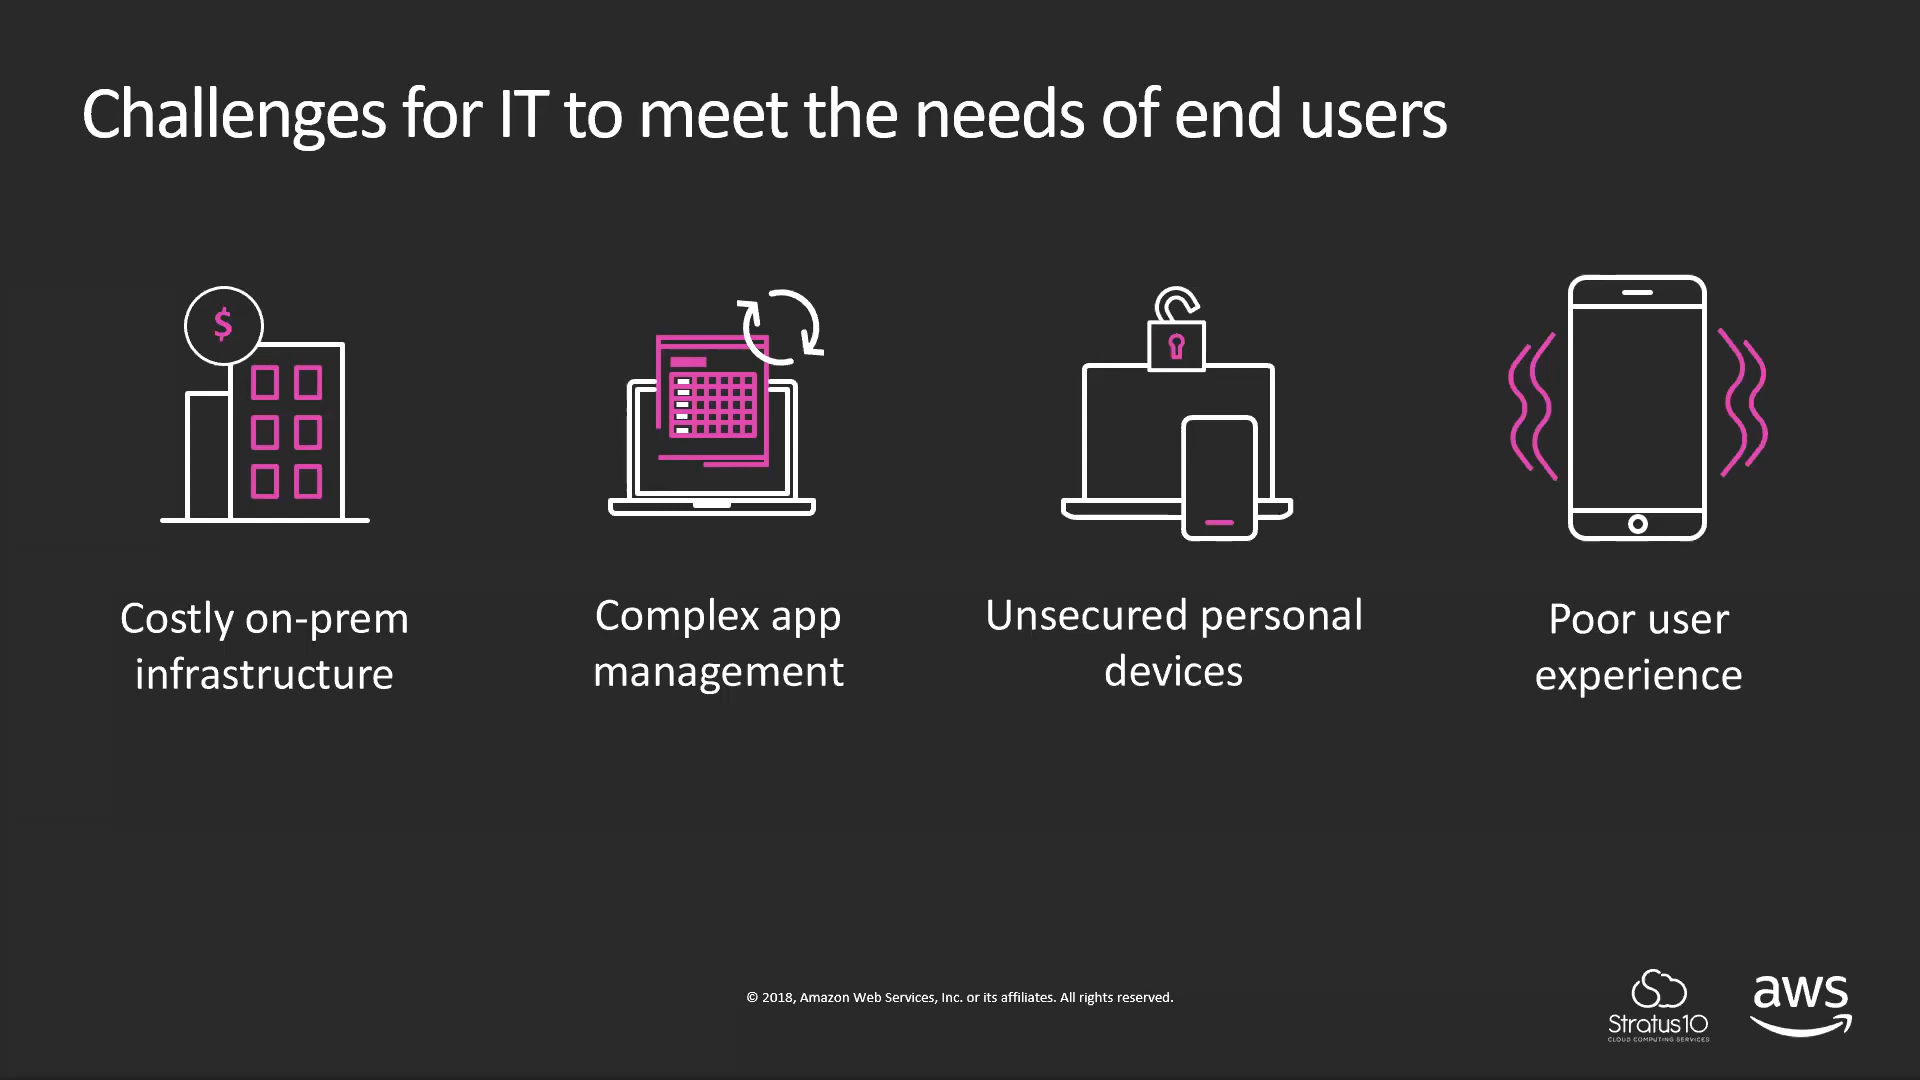 Challenges for IT to meet the needs of end users
$
Costly on-prem
infrastructure
Complex app
management
Unsecured personal
devices
Poor user
experience
© 2018, Amazon Web Services, Inc. or its affiliates. All rights reserved.
Stratus10
CLOUD COMPUTING SERVICES
aws